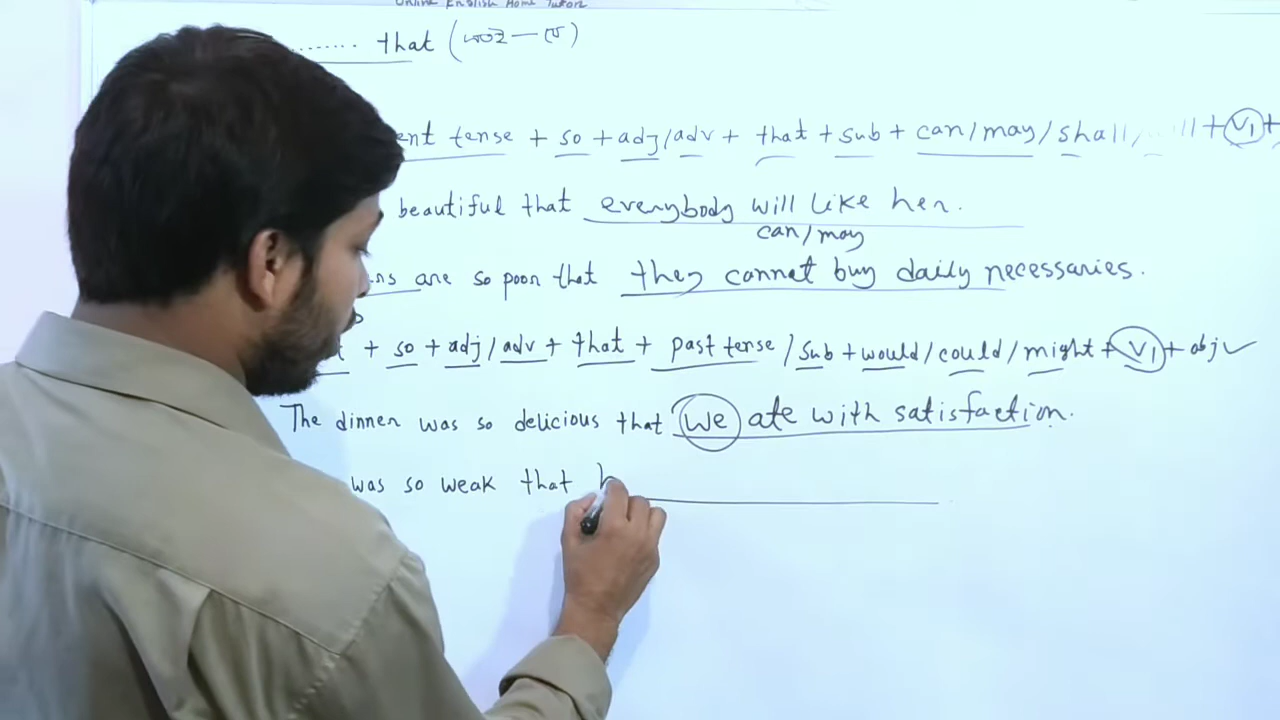 Online English Home Tutors
........ that (
ent tense + so + adj/adv + that + sub + can/may/shall/ + V1 +
beautiful that everybody will like her.
can/may
are so poor that they cannot buy daily necessaries.
+ so + adj/adv + that + past tense / sub + would/could/might + V1 + obj ✓
The dinner was so delicious that we ate with satisfaction.
was so weak that h